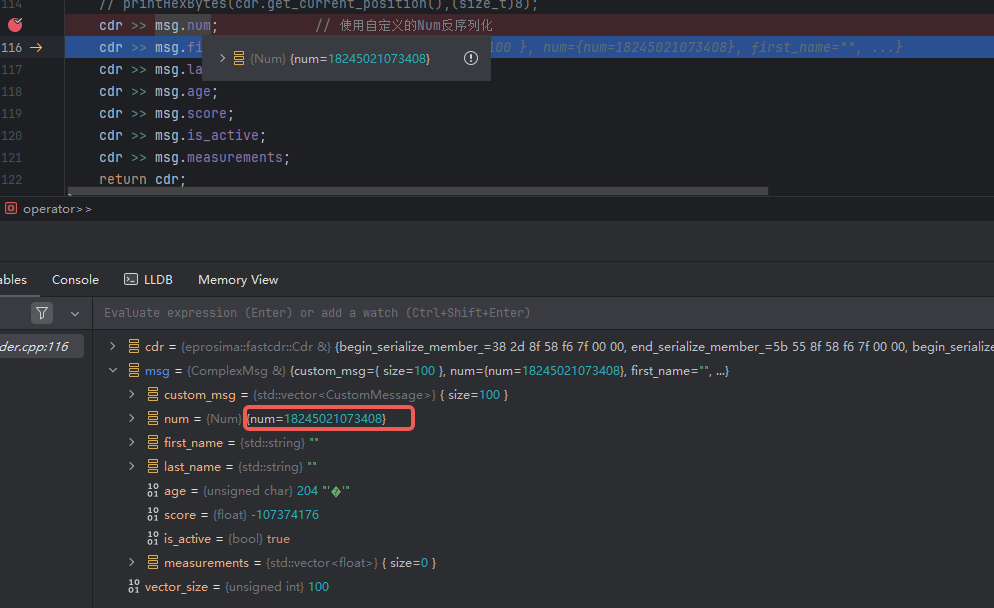 114 // printHexBytes(cdr.get_current_position(),(size_t)8);
cdr >> msg.num; // 使用自定义的Num反序列化
116 cdr >> msg.fi 100 }, num={num=18245021073408}, first_name="", ...}
{Num} {num=18245021073408}
117 cdr >> msg.la
118 cdr >> msg.age;
119 cdr >> msg.score;
120 cdr >> msg.is_active;
121 cdr >> msg.measurements;
122 return cdr;
operator>>
ables Console LLDB Memory View
Evaluate expression (Enter) or add a watch (Ctrl+Shift+Enter)
der.cpp:116
cdr = {eprosima::fastcdr::Cdr &} {begin_serialize_member_=38 2d 8f 58 f6 7f 00 00, end_serialize_member_=5b 55 8f 58 f6 7f 00 00, begin_serialize
msg = {ComplexMsg &} {custom_msg={ size=100 }, num={num=18245021073408}, first_name="", ...}
custom_msg = {std::vector<CustomMessage>} { size=100 }
num = {Num} {num=18245021073408}
first_name = {std::string} ""
last_name = {std::string} ""
age = {unsigned char} 204 "'�'"
score = {float} -107374176
is_active = {bool} true
measurements = {std::vector<float>} { size=0 }
vector_size = {unsigned int} 100